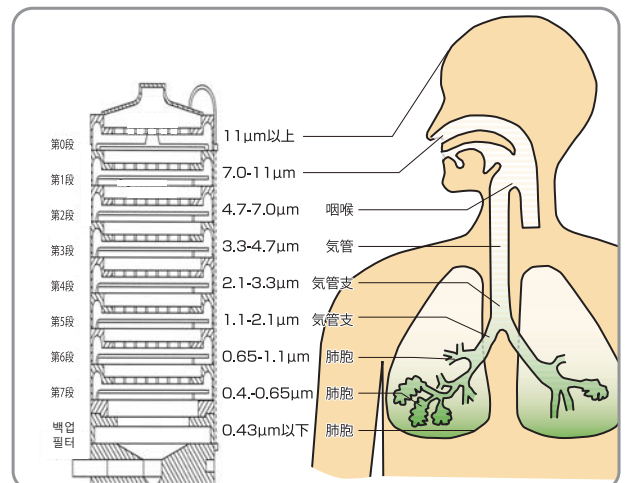 第0段 11μm以上
第1段 7.0-11μm
第2段 4.7-7.0μm 咽喉
第3段 3.3-4.7μm 気管
第4段 2.1-3.3μm 気管支
第5段 1.1-2.1μm 気管支
第6段 0.65-1.1μm 肺胞
第7段 0.4.-0.65μm 肺胞
백업
필터 0.43μm以下 肺胞